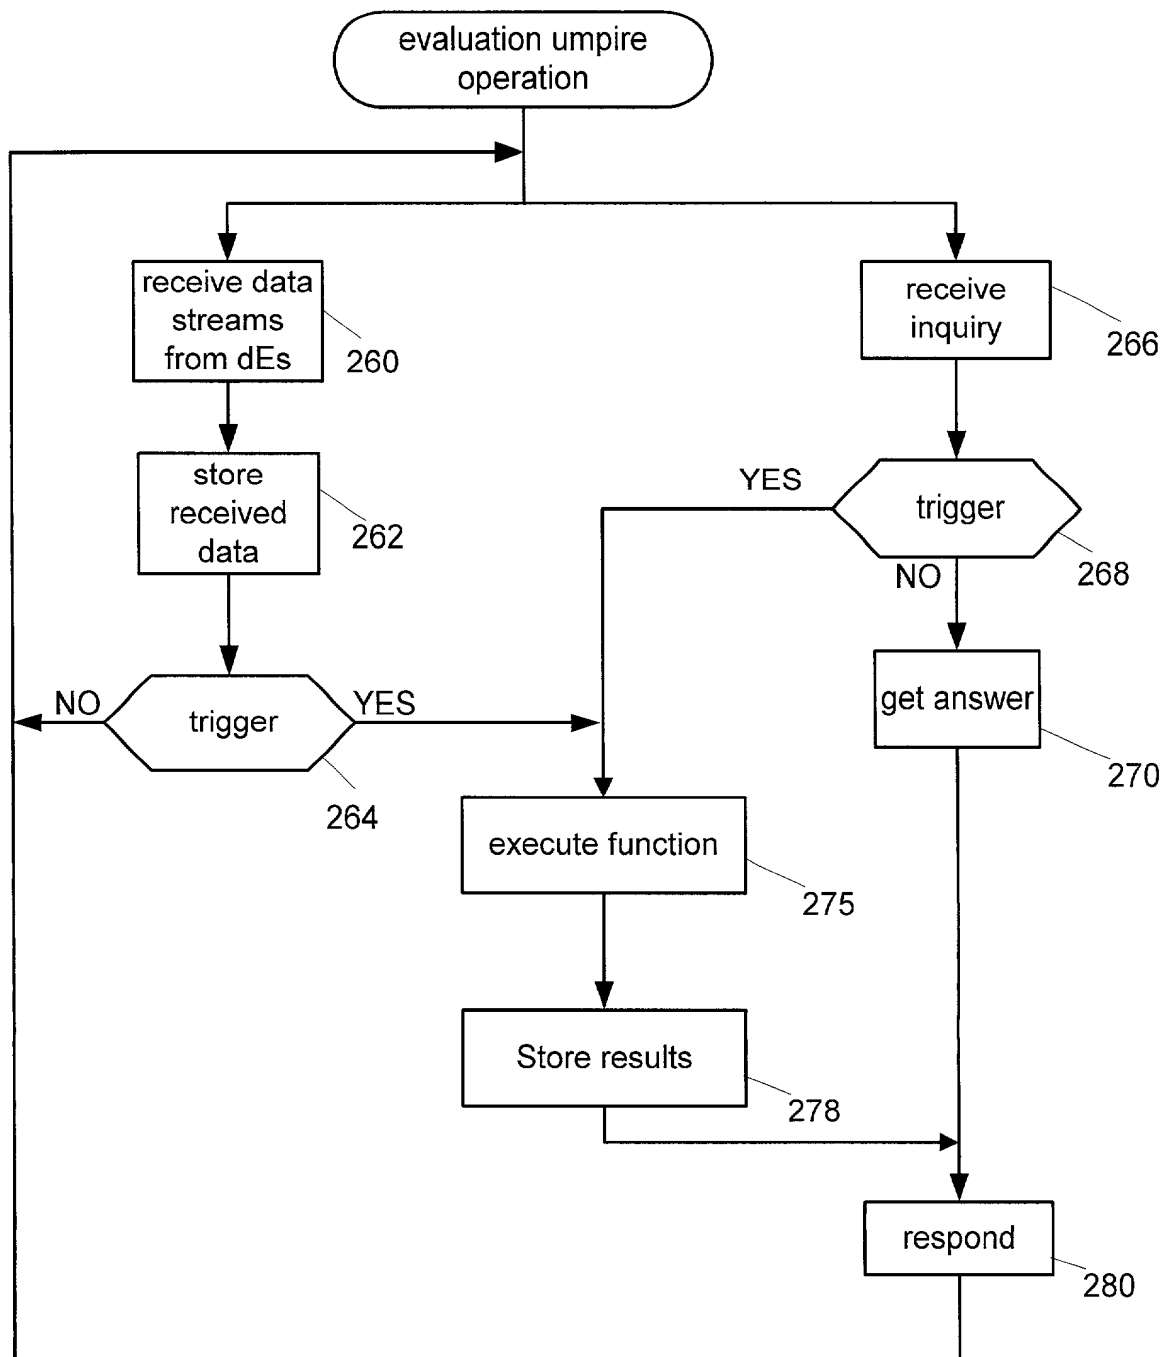 evaluation umpire
operation
receive data
streams
from dEs
260
receive
inquiry
266
store
received
data
262
YES
trigger
268
NO
NO
trigger
YES
264
get answer
270
execute function
275
Store results
278
respond
280